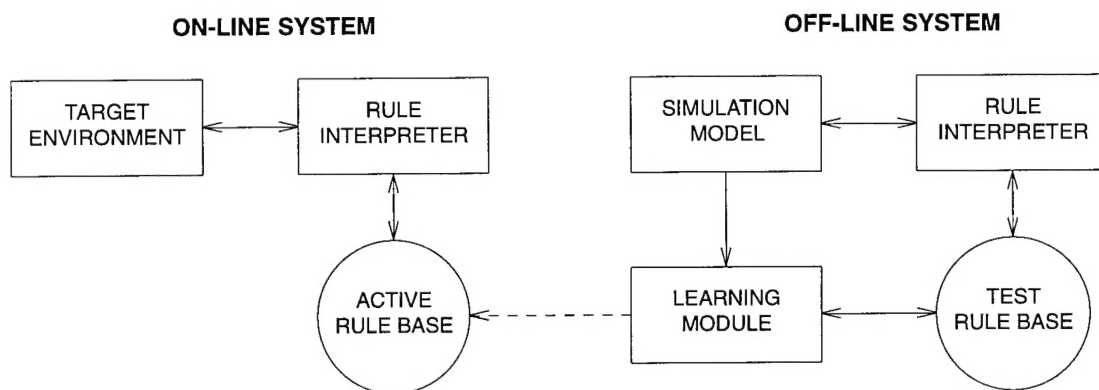 ON-LINE SYSTEM
OFF-LINE SYSTEM
TARGET
ENVIRONMENT
RULE
INTERPRETER
SIMULATION
MODEL
RULE
INTERPRETER
ACTIVE
RULE BASE
LEARNING
MODULE
TEST
RULE BASE